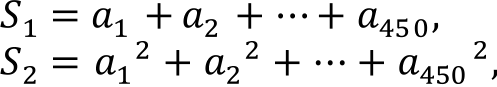 S₁ = a₁ + a₂ + ⋯ + a₄₅₀,
S₂ = a₁² + a₂² + ⋯ + a₄₅₀²,